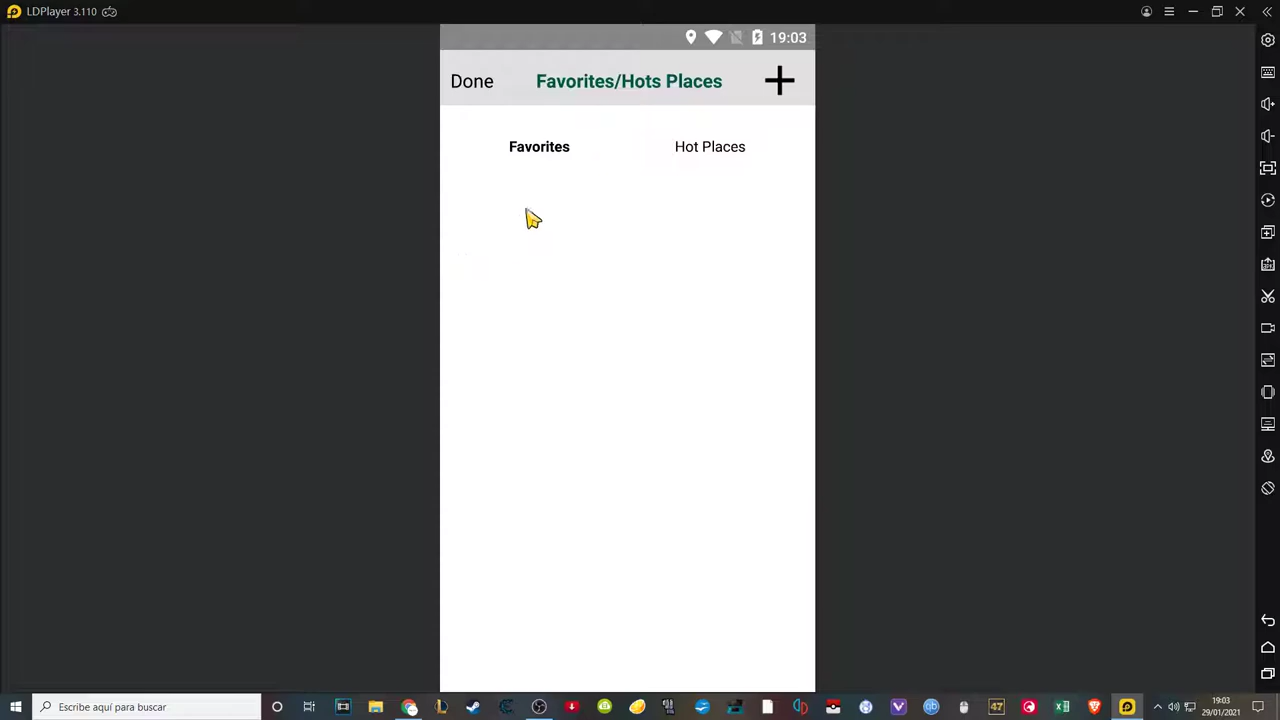 LDPlayer 3.110
19:03
Done
Favorites/Hots Places
Favorites
Hot Places
Escribe aquí para buscar
47
19:03
29/01/2021